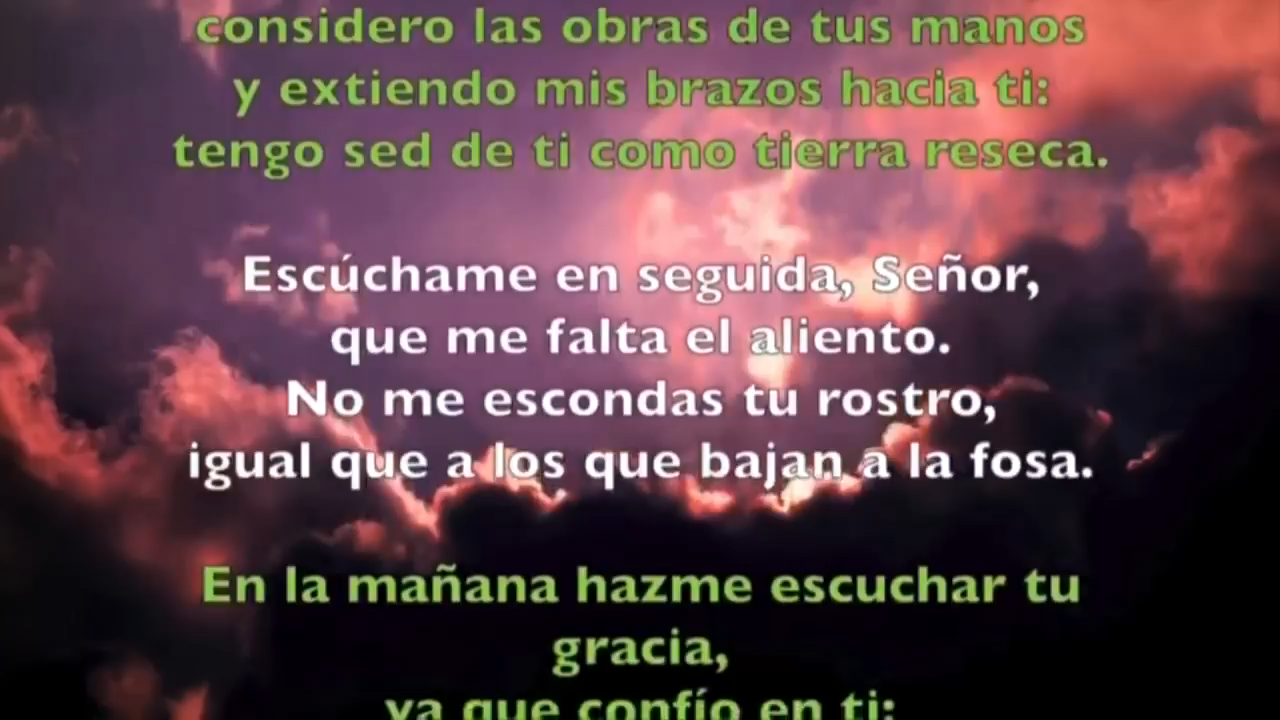 considero las obras de tus manos
y extiendo mis brazos hacia ti:
tengo sed de ti como tierra reseca.
Escúchame en seguida, Señor,
que me falta el aliento.
No me escondas tu rostro,
igual que a los que bajan a la fosa.
En la mañana hazme escuchar tu
gracia,
ya que confío en ti: